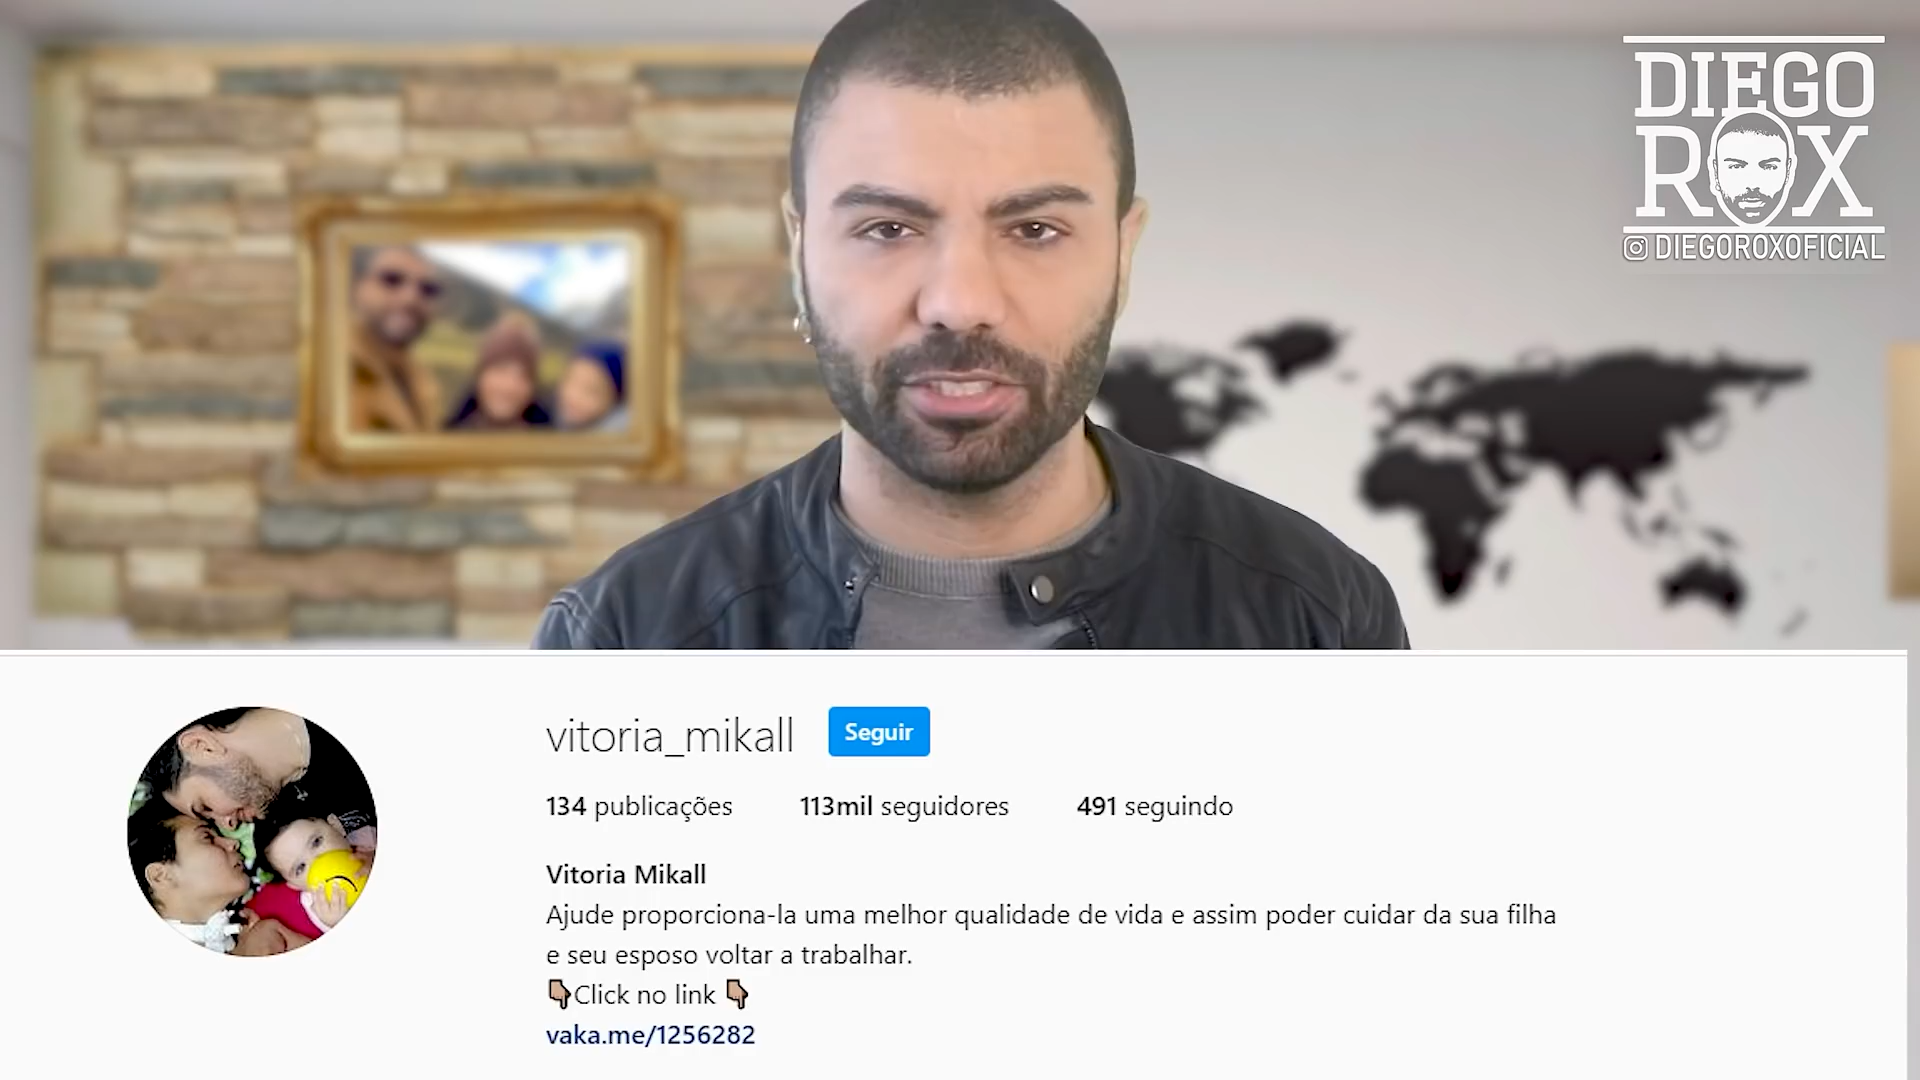 DIEGO
ROX
DIEGOROXOFICIAL
vitoria_mikall Seguir
134 publicações 113mil seguidores 491 seguindo
Vitoria Mikall
Ajude proporciona-la uma melhor qualidade de vida e assim poder cuidar da sua filha
e seu esposo voltar a trabalhar.
👇🏽Click no link 👇🏽
vaka.me/1256282